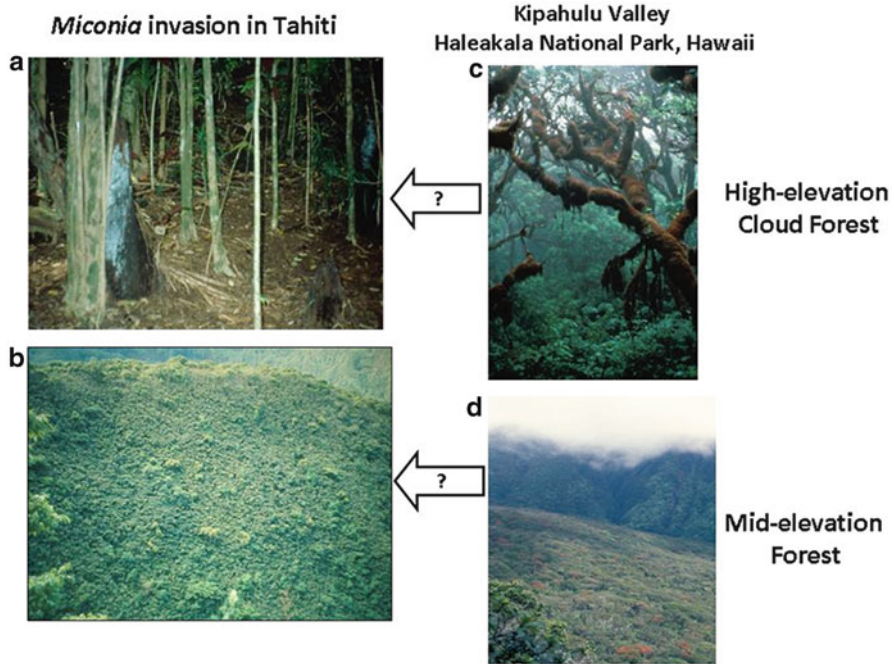 Miconia invasion in Tahiti
Kipahulu Valley
Haleakala National Park, Hawaii
a
c
?
High-elevation
Cloud Forest
b
d
?
Mid-elevation
Forest